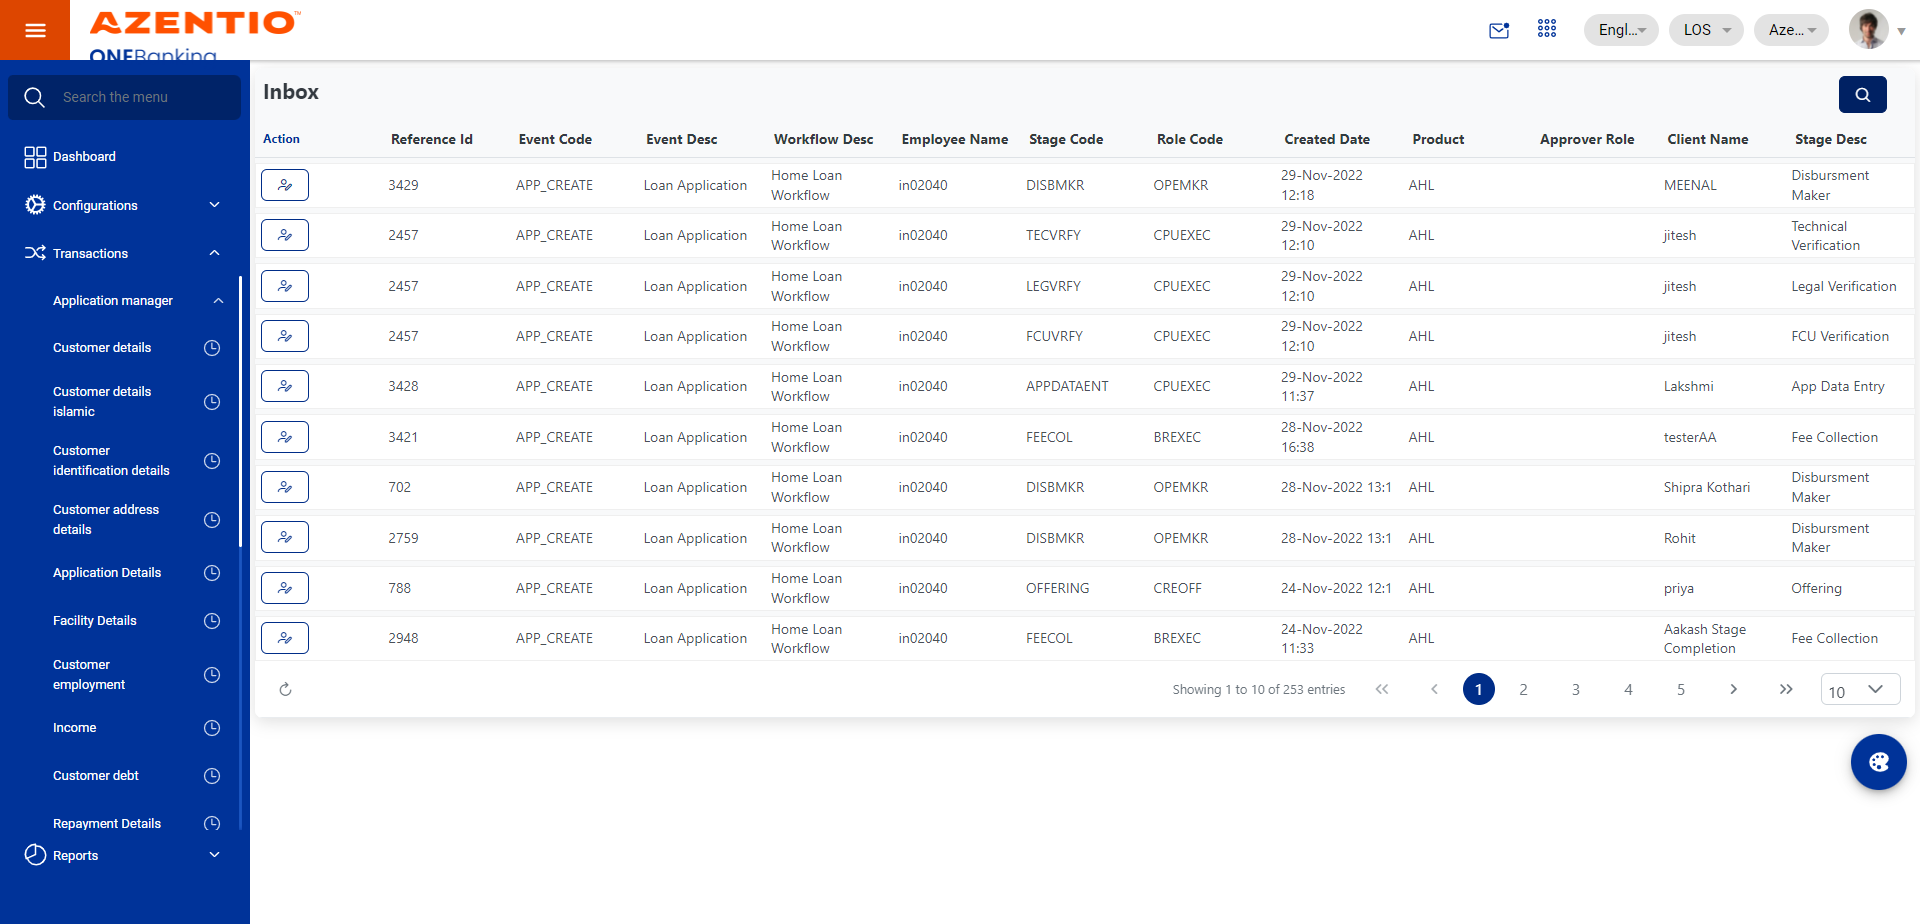 AZENTIO™
ONEBanking
Engl...
LOS
Aze...
Search the menu
Dashboard
Configurations
Transactions
Application manager
Customer details
Customer details
islamic
Customer
identification details
Customer address
details
Application Details
Facility Details
Customer
employment
Income
Customer debt
Repayment Details
Reports
Inbox
Action Reference Id Event Code Event Desc Workflow Desc Employee Name Stage Code Role Code Created Date Product Approver Role Client Name Stage Desc
3429 APP_CREATE Loan Application Home Loan Workflow in02040 DISBMKR OPEMKR 29-Nov-2022 12:18 AHL MEENAL Disbursment Maker
2457 APP_CREATE Loan Application Home Loan Workflow in02040 TECVRFY CPUEXEC 29-Nov-2022 12:10 AHL jitesh Technical Verification
2457 APP_CREATE Loan Application Home Loan Workflow in02040 LEGVRFY CPUEXEC 29-Nov-2022 12:10 AHL jitesh Legal Verification
2457 APP_CREATE Loan Application Home Loan Workflow in02040 FCUVRFY CPUEXEC 29-Nov-2022 12:10 AHL jitesh FCU Verification
3428 APP_CREATE Loan Application Home Loan Workflow in02040 APPDATAENT CPUEXEC 29-Nov-2022 11:37 AHL Lakshmi App Data Entry
3421 APP_CREATE Loan Application Home Loan Workflow in02040 FEECOL BREXEC 28-Nov-2022 16:38 AHL testerAA Fee Collection
702 APP_CREATE Loan Application Home Loan Workflow in02040 DISBMKR OPEMKR 28-Nov-2022 13:1 AHL Shipra Kothari Disbursment Maker
2759 APP_CREATE Loan Application Home Loan Workflow in02040 DISBMKR OPEMKR 28-Nov-2022 13:1 AHL Rohit Disbursment Maker
788 APP_CREATE Loan Application Home Loan Workflow in02040 OFFERING CREOFF 24-Nov-2022 12:1 AHL priya Offering
2948 APP_CREATE Loan Application Home Loan Workflow in02040 FEECOL BREXEC 24-Nov-2022 11:33 AHL Aakash Stage Completion Fee Collection
Showing 1 to 10 of 253 entries 1 2 3 4 5 10